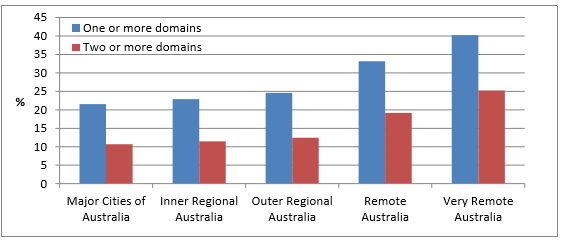 45
40
35
30
25
20
15
10
5
0
%
One or more domains
Two or more domains
Major Cities of
Australia
Inner Regional
Australia
Outer Regional
Australia
Remote
Australia
Very Remote
Australia